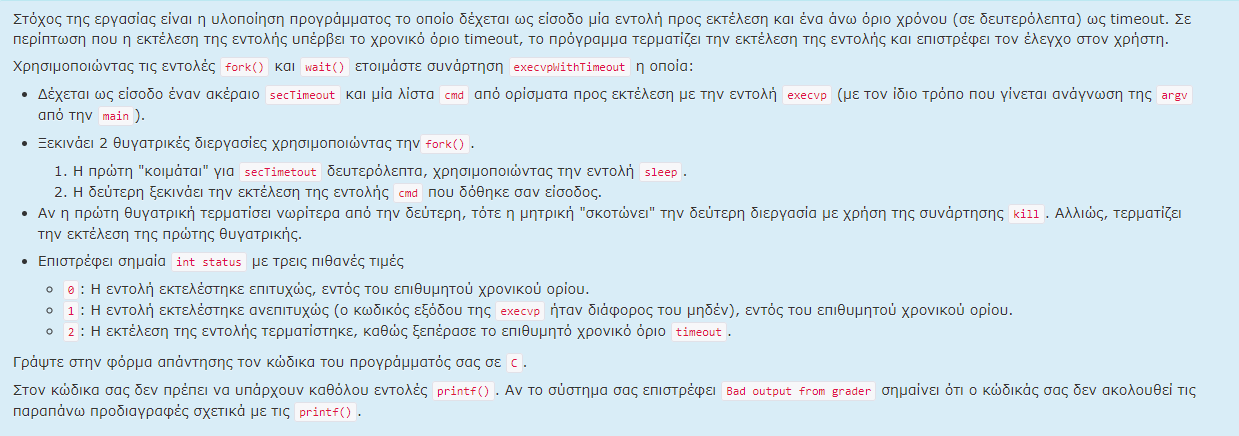 Στόχος της εργασίας είναι η υλοποίηση προγράμματος το οποίο δέχεται ως είσοδο μία εντολή προς εκτέλεση και ένα άνω όριο χρόνου (σε δευτερόλεπτα) ως timeout. Σε
περίπτωση που η εκτέλεση της εντολής υπέρβει το χρονικό όριο timeout, το πρόγραμμα τερματίζει την εκτέλεση της εντολής και επιστρέφει τον έλεγχο στον χρήστη.
Χρησιμοποιώντας τις εντολές fork() και wait() ετοιμάστε συνάρτηση execvpWithTimeout η οποία:
• Δέχεται ως είσοδο έναν ακέραιο secTimeout και μία λίστα cmd από ορίσματα προς εκτέλεση με την εντολή execvp (με τον ίδιο τρόπο που γίνεται ανάγνωση της argv
από την main ).
• Ξεκινάει 2 θυγατρικές διεργασίες χρησιμοποιώντας την fork() .
1. Η πρώτη "κοιμάται" για secTimetout δευτερόλεπτα, χρησιμοποιώντας την εντολή sleep .
2. Η δεύτερη ξεκινάει την εκτέλεση της εντολής cmd που δόθηκε σαν είσοδος.
• Αν η πρώτη θυγατρική τερματίσει νωρίτερα από την δεύτερη, τότε η μητρική "σκοτώνει" την δεύτερη διεργασία με χρήση της συνάρτησης kill . Αλλιώς, τερματίζει
την εκτέλεση της πρώτης θυγατρικής.
• Επιστρέφει σημαία int status με τρεις πιθανές τιμές
◦ 0 : Η εντολή εκτελέστηκε επιτυχώς, εντός του επιθυμητού χρονικού ορίου.
◦ 1 : Η εντολή εκτελέστηκε ανεπιτυχώς (ο κωδικός εξόδου της execvp ήταν διάφορος του μηδέν), εντός του επιθυμητού χρονικού ορίου.
◦ 2 : Η εκτέλεση της εντολής τερματίστηκε, καθώς ξεπέρασε το επιθυμητό χρονικό όριο timeout .
Γράψτε στην φόρμα απάντησης τον κώδικα του προγράμματός σας σε C .
Στον κώδικα σας δεν πρέπει να υπάρχουν καθόλου εντολές printf() . Αν το σύστημα σας επιστρέφει Bad output from grader σημαίνει ότι ο κώδικάς σας δεν ακολουθεί τις
παραπάνω προδιαγραφές σχετικά με τις printf() .